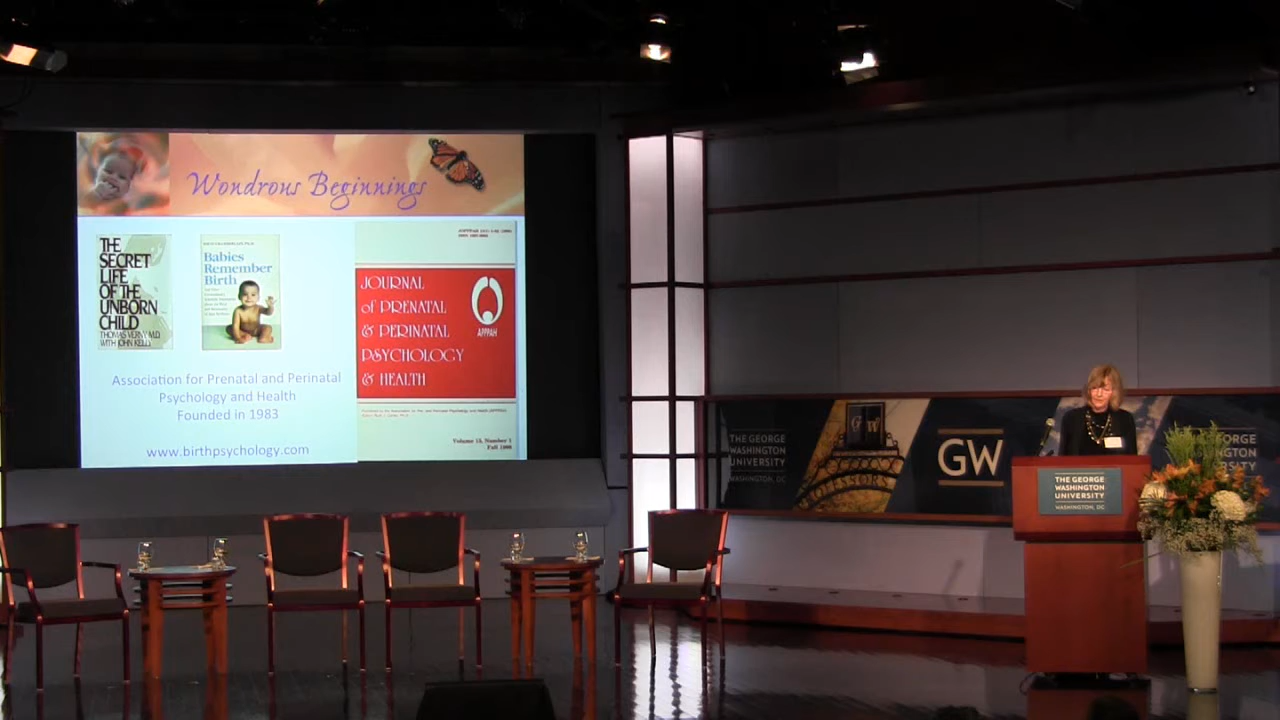 Wondrous Beginnings
THE
SECRET
LIFE
OF THE
UNBORN
CHILD
THOMAS VERNY M.D.
WITH JOHN KELLY
Babies
Remember
Birth
JOURNAL
of PRENATAL
& PERINATAL
PSYCHOLOGY
& HEALTH
APPPAH
Volume 13, Number 1
Fall 1998
Association for Prenatal and Perinatal
Psychology and Health
Founded in 1983
www.birthpsychology.com
THE GEORGE
WASHINGTON
UNIVERSITY
WASHINGTON, DC
GW
GW
THE GEORGE
WASHINGTON
UNIVERSITY
WASHINGTON, DC
GEORGE
WASHINGTON